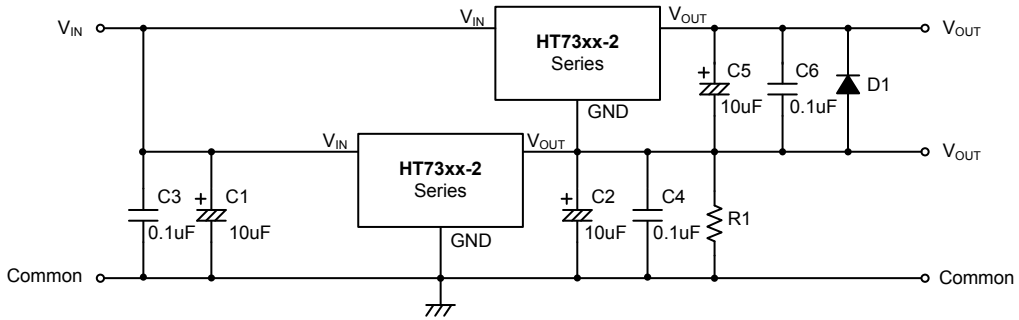 VIN
VIN
HT73xx-2
Series
VOUT
VOUT
GND
+
C5
10uF
C6
0.1uF
D1
VIN
HT73xx-2
Series
VOUT
VOUT
GND
C3
0.1uF
+
C1
10uF
+
C2
10uF
C4
0.1uF
R1
Common
Common